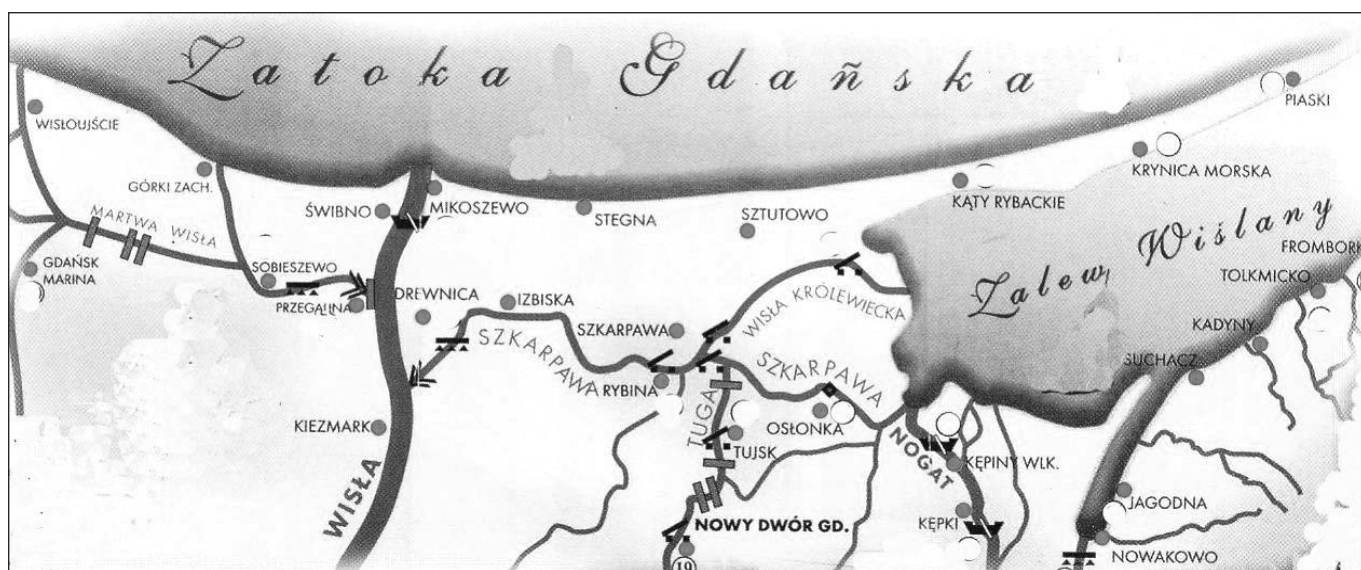 Zatoka Gdańska
PIASKI
WISŁOUJŚCIE
KRYNICA MORSKA
GÓRKI ZACH.
KĄTY RYBACKIE
ŚWIBNO
MIKOSZEWO
STEGNA
SZTUTOWO
MARTWA WISŁA
Zalew Wiślany
FROMBORK
GDAŃSK
MARINA
SOBIESZEWO
TOLKMICKO
PRZEGALINA
DREWNICA
IZBISKA
WISŁA KRÓLEWIECKA
SZKARPAWA
KADYNY
SZKARPAWA
SUCHACZ
RYBINA
SZKARPAWA
TUGA
OSŁONKA
KIEZMARK
TUJSK
NOGAT
KĘPINY WLK.
WISŁA
JAGODNA
NOWY DWÓR GD.
KĘPKI
NOWAKOWO
19